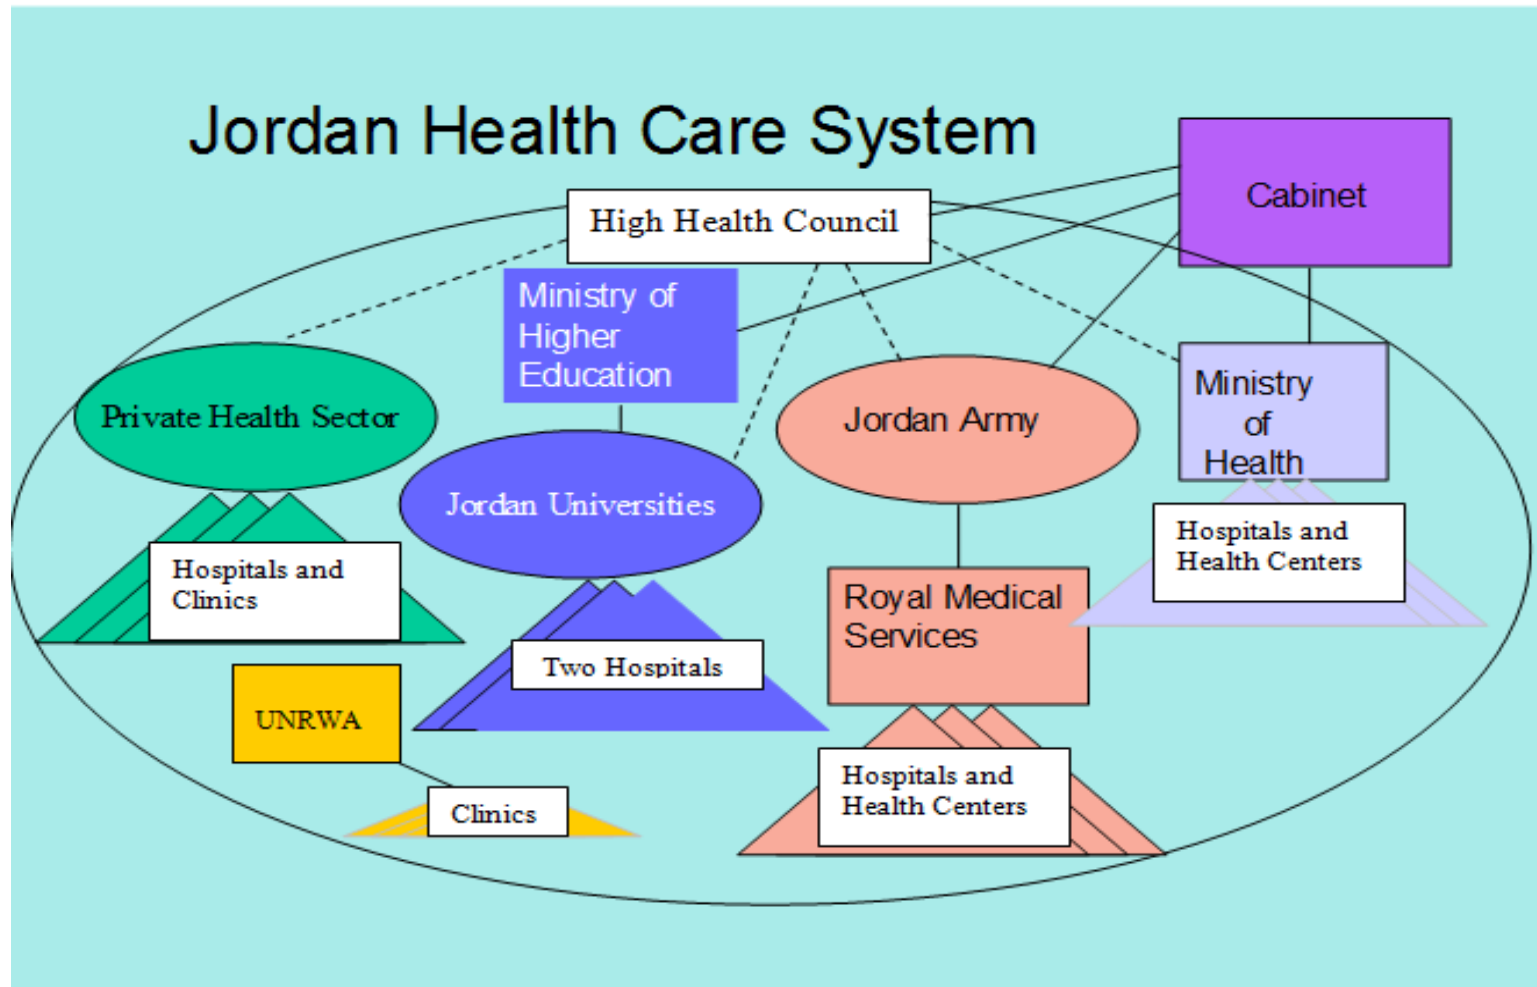 Jordan Health Care System
Cabinet
High Health Council
Ministry of
Higher
Education
Private Health Sector
Jordan Universities
Jordan Army
Ministry
of
Health
Hospitals and
Clinics
Two Hospitals
Royal Medical
Services
Hospitals and
Health Centers
UNRWA
Clinics
Hospitals and
Health Centers